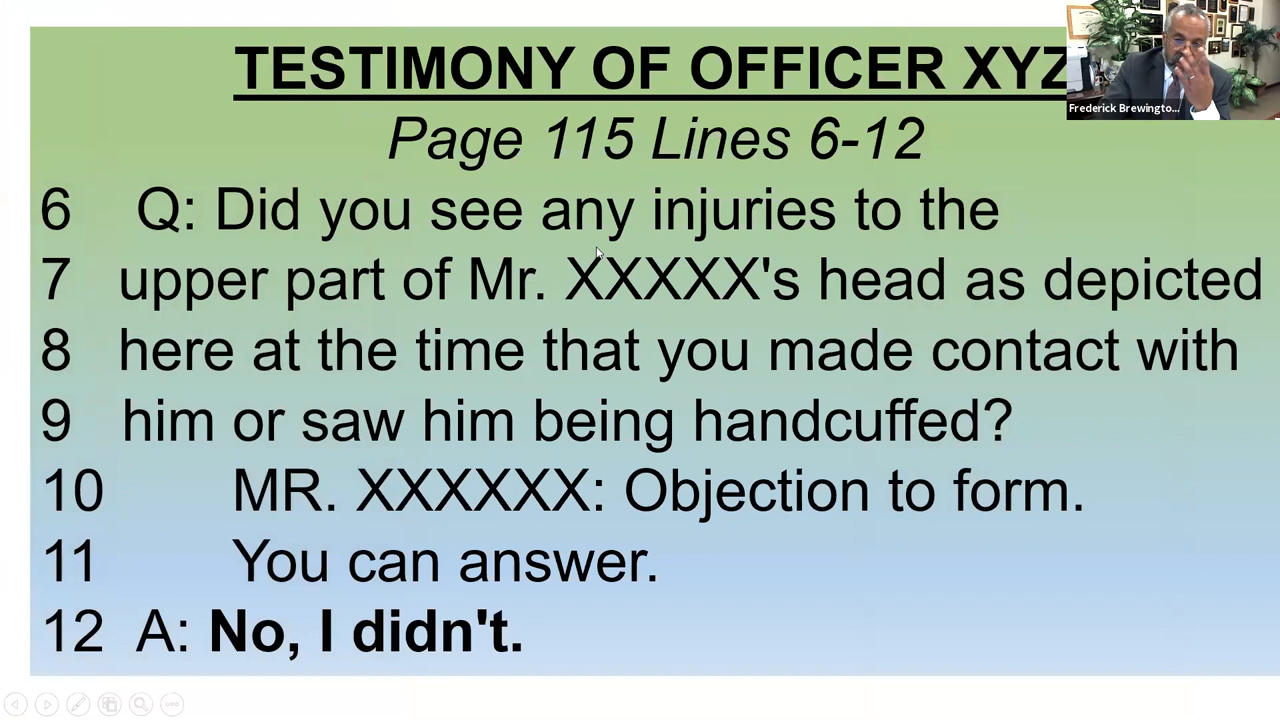 TESTIMONY OF OFFICER XYZ
Frederick Brewingto...
Page 115 Lines 6-12
6 Q: Did you see any injuries to the
7 upper part of Mr. XXXXX's head as depicted
8 here at the time that you made contact with
9 him or saw him being handcuffed?
10 MR. XXXXXX: Objection to form.
11 You can answer.
12 A: No, I didn't.